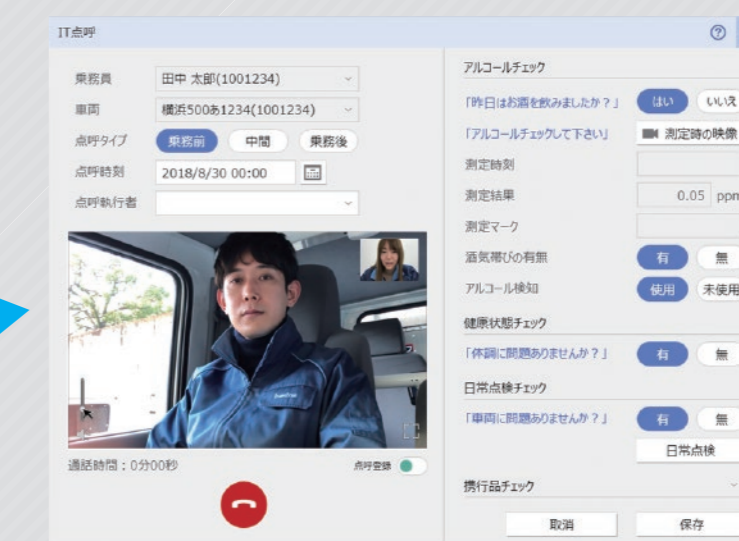 IT点呼
乗務員 田中 太郎(1001234)
車両 横浜500あ1234(1001234)
点呼タイプ 乗務前 中間 乗務後
点呼時刻 2018/8/30 00:00
点呼執行者
通話時間：0分00秒
点呼登録
アルコールチェック
「昨日はお酒を飲みましたか？」 はい いいえ
「アルコールチェックして下さい」 測定時の映像
測定時刻
測定結果 0.05 ppm
測定マーク
酒気帯びの有無 有 無
アルコール検知 使用 未使用
健康状態チェック
「体調に問題ありませんか？」 有 無
日常点検チェック
「車両に問題ありませんか？」 有 無
日常点検
携行品チェック
取消 保存